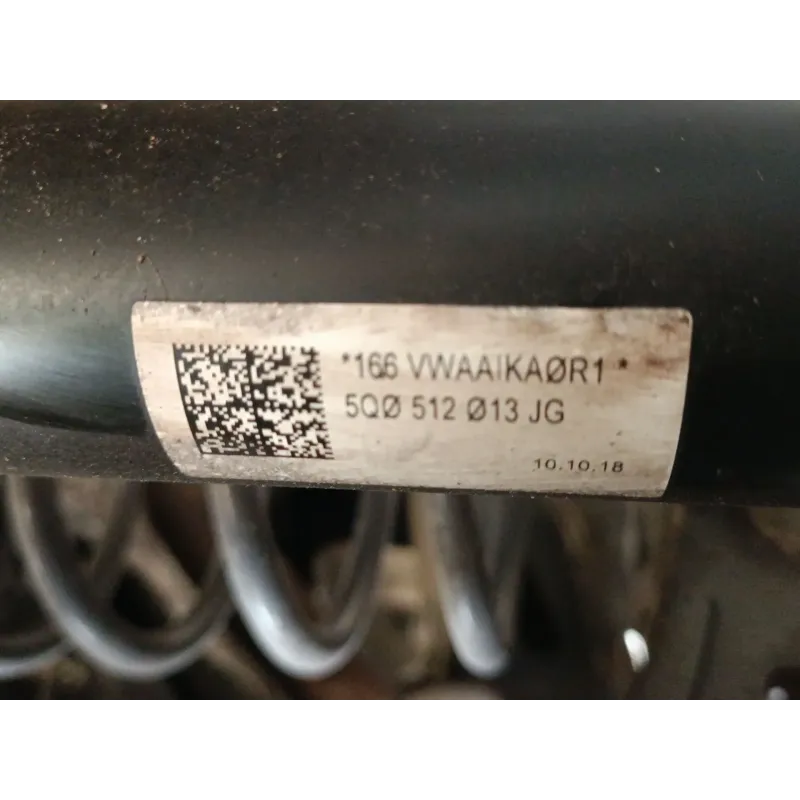 *166 VWAAIKAØR1 *
5QØ 512 Ø13 JG
10.10.18